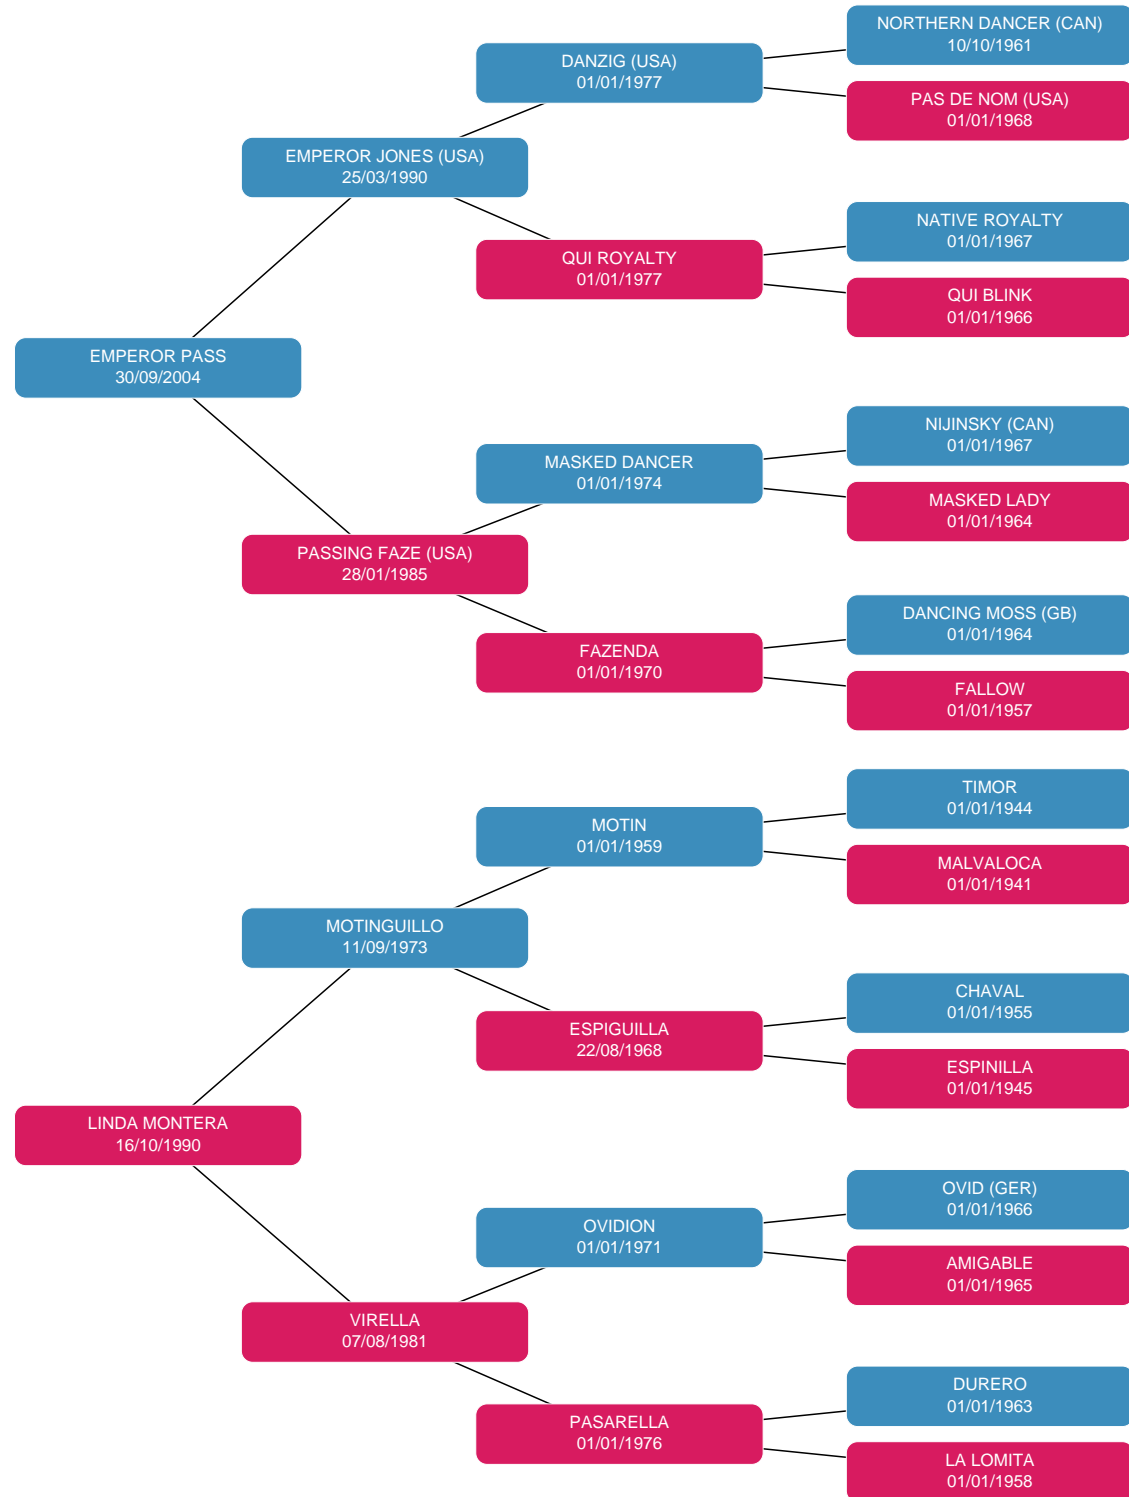 NORTHERN DANCER (CAN)
10/10/1961
DANZIG (USA)
01/01/1977
PAS DE NOM (USA)
01/01/1968
EMPEROR JONES (USA)
25/03/1990
NATIVE ROYALTY
01/01/1967
QUI ROYALTY
01/01/1977
QUI BLINK
01/01/1966
EMPEROR PASS
30/09/2004
NIJINSKY (CAN)
01/01/1967
MASKED DANCER
01/01/1974
MASKED LADY
01/01/1964
PASSING FAZE (USA)
28/01/1985
DANCING MOSS (GB)
01/01/1964
FAZENDA
01/01/1970
FALLOW
01/01/1957
TIMOR
01/01/1944
MOTIN
01/01/1959
MALVALOCA
01/01/1941
MOTINGUILLO
11/09/1973
CHAVAL
01/01/1955
ESPIGUILLA
22/08/1968
ESPINILLA
01/01/1945
LINDA MONTERA
16/10/1990
OVID (GER)
01/01/1966
OVIDION
01/01/1971
AMIGABLE
01/01/1965
VIRELLA
07/08/1981
DURERO
01/01/1963
PASARELLA
01/01/1976
LA LOMITA
01/01/1958